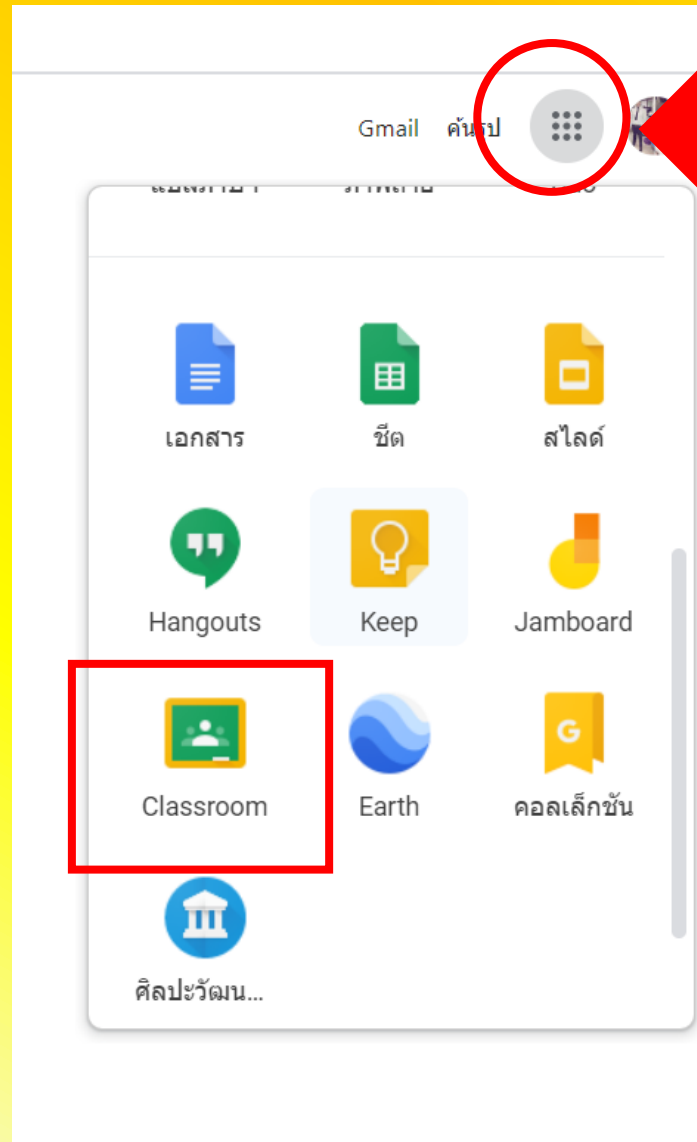 Gmail ค้นรูป
เอกสาร ชีต สไลด์
Hangouts Keep Jamboard
G
Classroom Earth คอลเล็กชัน
ศิลปะวัฒน...